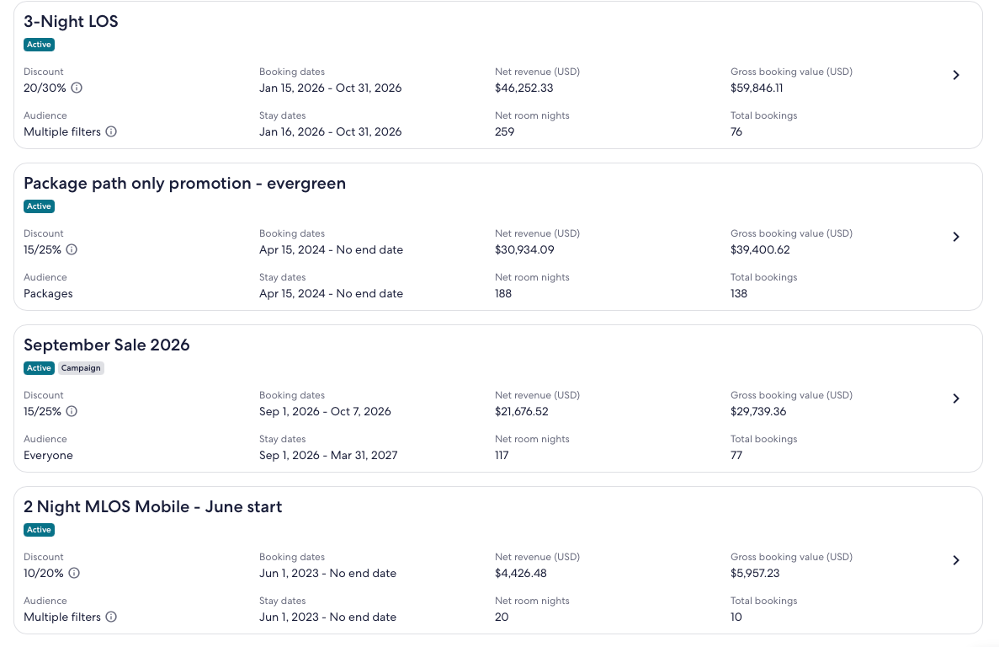 3-Night LOS
Active
Discount Booking dates Net revenue (USD) Gross booking value (USD)
20/30% Jan 15, 2026 - Oct 31, 2026 $46,252.33 $59,846.11
Audience Stay dates Net room nights Total bookings
Multiple filters Jan 16, 2026 - Oct 31, 2026 259 76
Package path only promotion - evergreen
Active
Discount Booking dates Net revenue (USD) Gross booking value (USD)
15/25% Apr 15, 2024 - No end date $30,934.09 $39,400.62
Audience Stay dates Net room nights Total bookings
Packages Apr 15, 2024 - No end date 188 138
September Sale 2026
Active Campaign
Discount Booking dates Net revenue (USD) Gross booking value (USD)
15/25% Sep 1, 2026 - Oct 7, 2026 $21,676.52 $29,739.36
Audience Stay dates Net room nights Total bookings
Everyone Sep 1, 2026 - Mar 31, 2027 117 77
2 Night MLOS Mobile - June start
Active
Discount Booking dates Net revenue (USD) Gross booking value (USD)
10/20% Jun 1, 2023 - No end date $4,426.48 $5,957.23
Audience Stay dates Net room nights Total bookings
Multiple filters Jun 1, 2023 - No end date 20 10